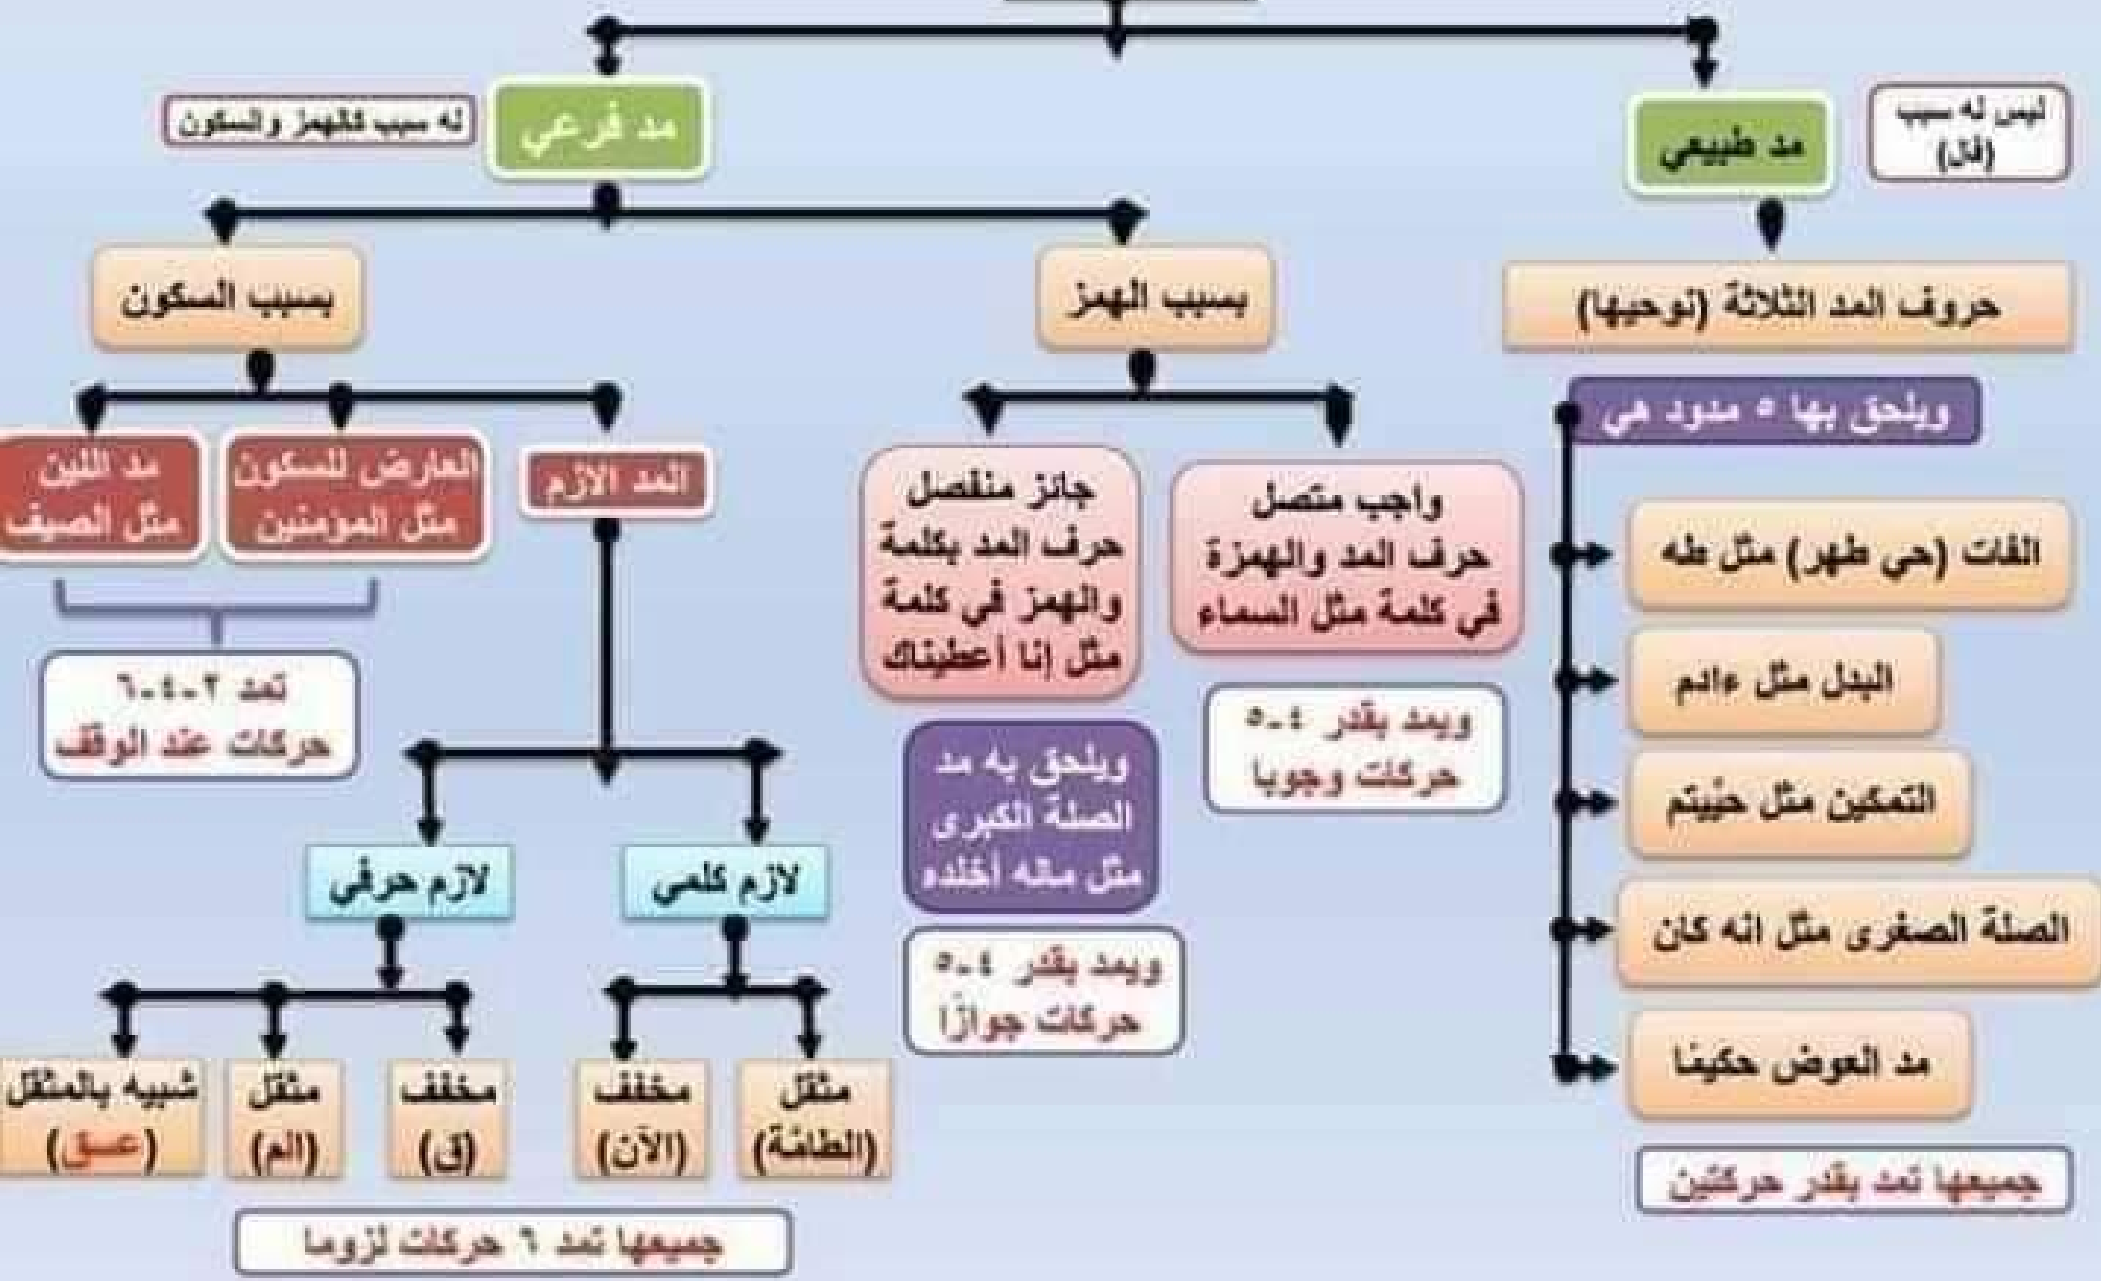 مد طبيعي
ليس له سبب
(قال)
مد فرعي
له سبب كالهمز والسكون
حروف المد الثلاثة (نوحيها)
ويلحق بها ٥ مدود هي
الفات (حي طهر) مثل طه
البدل مثل ءادم
التمكين مثل حييتم
الصلة الصغرى مثل انه كان
مد العوض حكيمًا
جميعها تمد بقدر حركتين
بسبب الهمز
واجب متصل
حرف المد والهمزة
في كلمة مثل السماء
ويمد بقدر ٤-٥
حركات وجوبا
جائز منفصل
حرف المد بكلمة
والهمز في كلمة
مثل إنا أعطيناك
ويلحق به مد
الصلة الكبرى
مثل ماله أخلده
ويمد بقدر ٤-٥
حركات جوازًا
بسبب السكون
المد الازم
العارض للسكون
مثل المؤمنين
مد اللين
مثل الصيف
تمد ٢-٤-٦
حركات عند الوقف
لازم كلمي
مثقل
(الطامّة)
مخفف
(الآن)
لازم حرفي
مخفف
(ق)
مثقل
(الم)
شبيه بالمثقل
(عسق)
جميعها تمد ٦ حركات لزوما